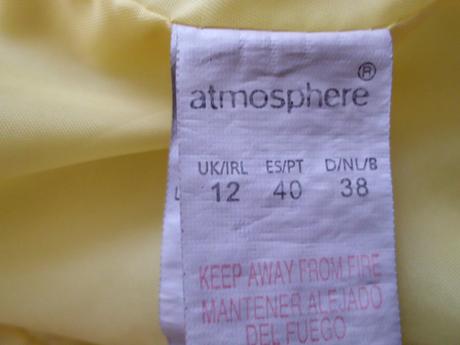 atmosphere®
UK/IRL ES/PT D/NL/B
12 40 38
KEEP AWAY FROM FIRE
MANTENER ALEJADO
DEL FUEGO